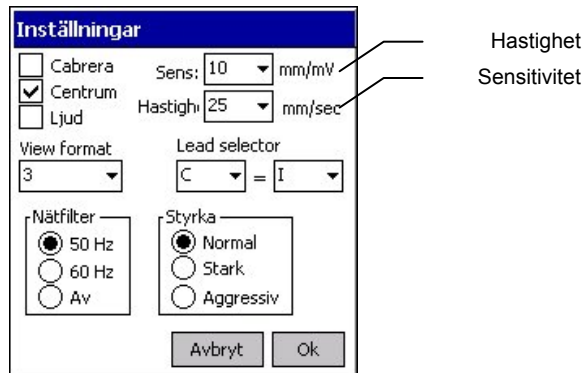 Inställningar
Cabrera
Sens: 10 mm/mV
Hastighet
Centrum
Sensitivitet
Hastigh 25 mm/sec
Ljud
View format
Lead selector
3
C = I
Nätfilter
Styrka
50 Hz
Normal
60 Hz
Stark
Av
Aggressiv
Avbryt
Ok